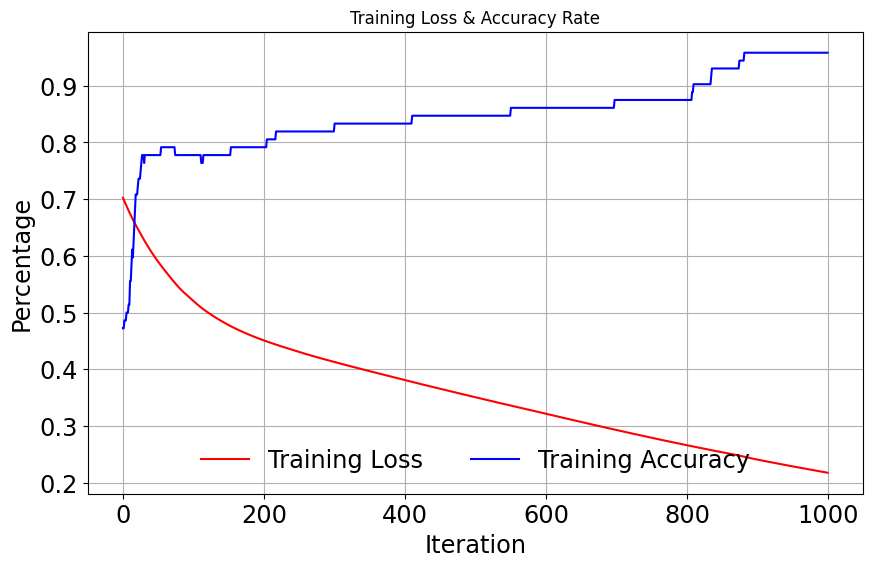 Training Loss & Accuracy Rate
Percentage
0.9
0.8
0.7
0.6
0.5
0.4
0.3
0.2
Training Loss Training Accuracy
0 200 400 600 800 1000
Iteration